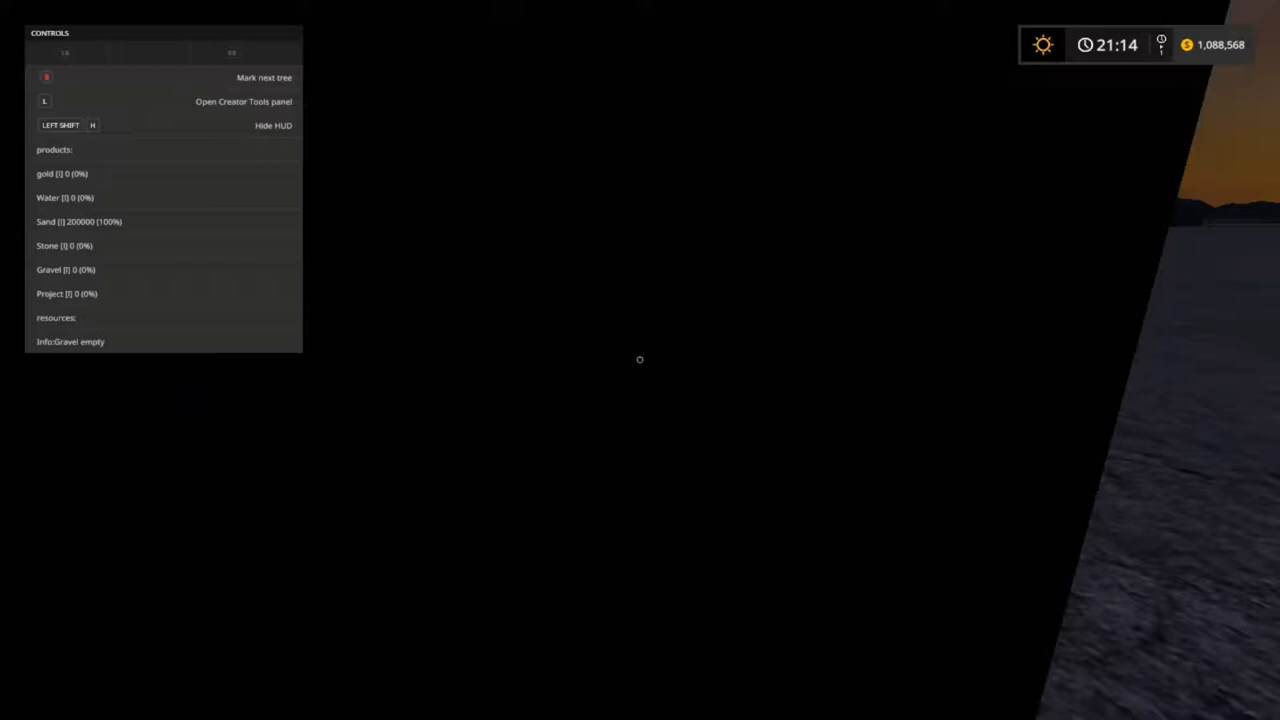 CONTROLS
B Mark next tree
L Open Creator Tools panel
LEFT SHIFT H Hide HUD
products:
gold [l] 0 (0%)
Water [l] 0 (0%)
Sand [l] 200000 (100%)
Stone [l] 0 (0%)
Gravel [l] 0 (0%)
Project [l] 0 (0%)
resources:
Info:Gravel empty
21:14
1
1,088,568